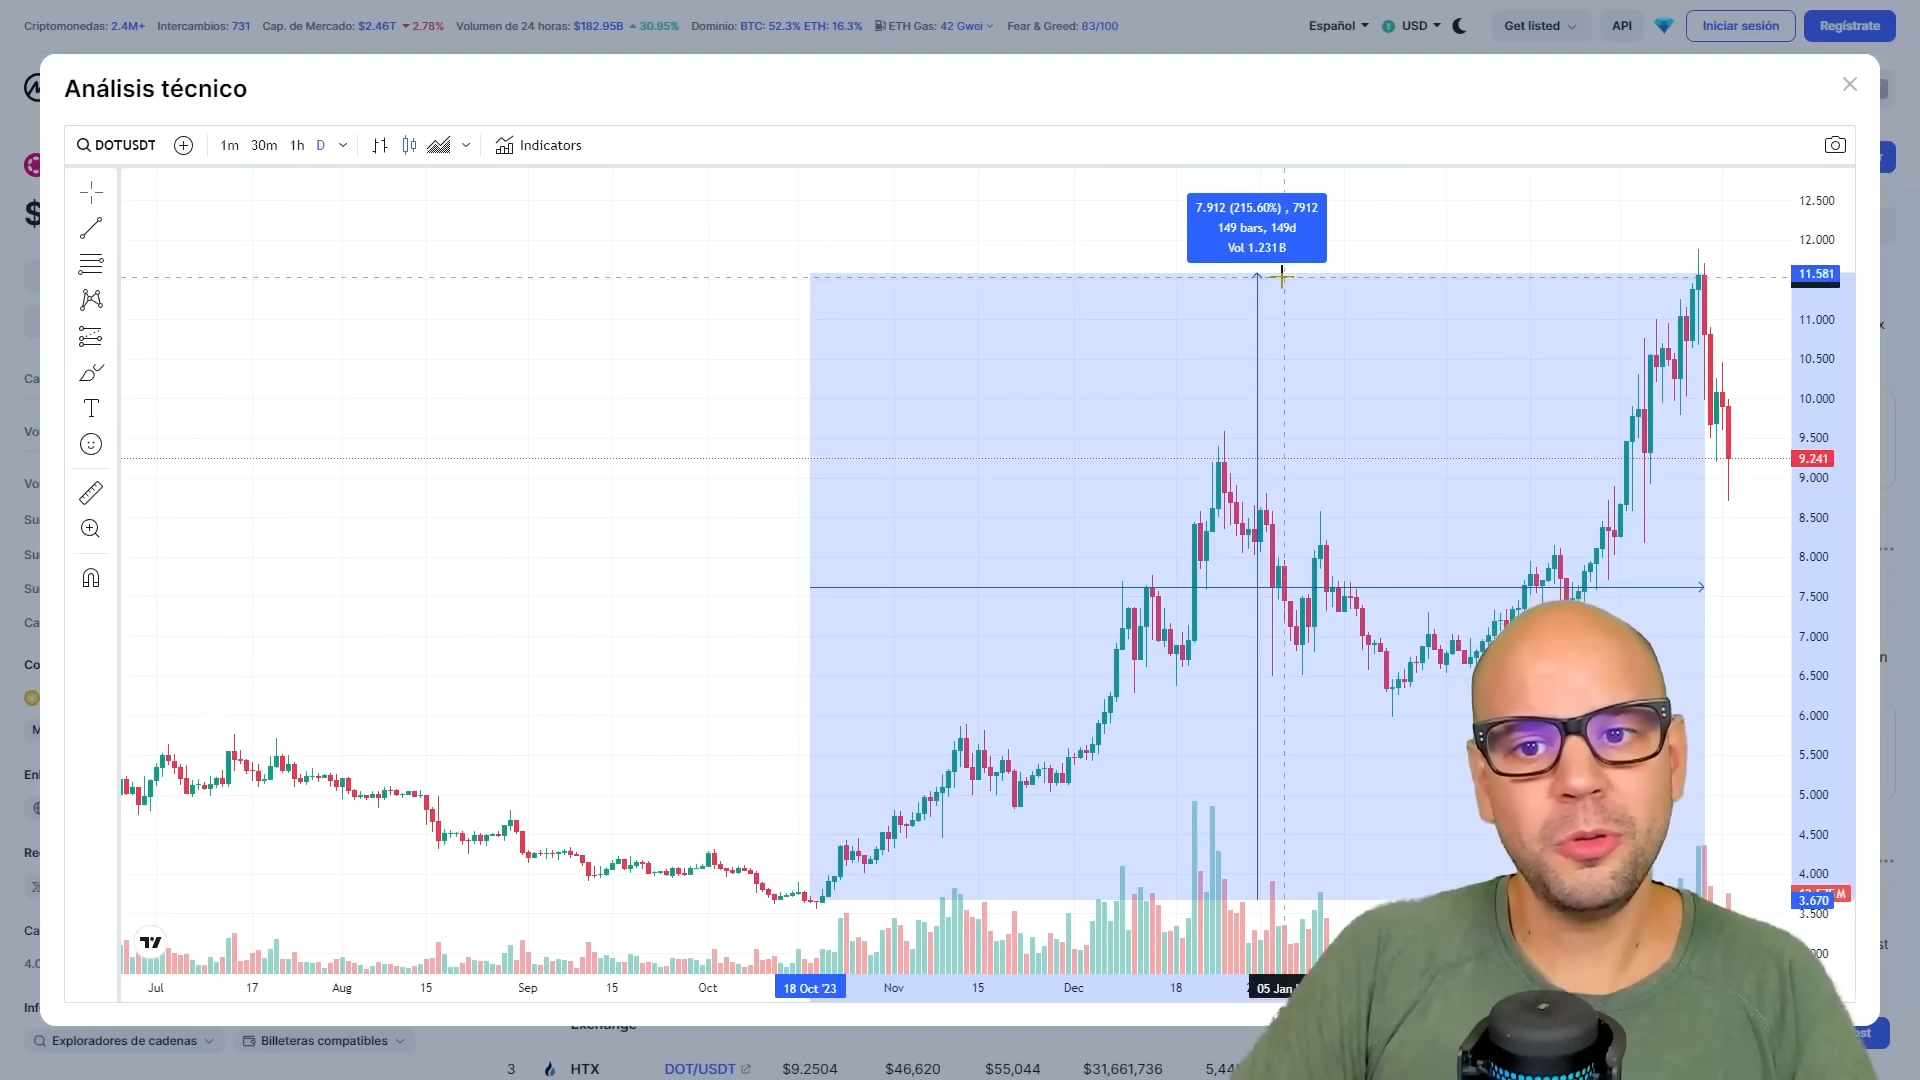 Criptomonedas: 2.4M+ Intercambios: 731 Cap. de Mercado: $2.46T 2.78% Volumen de 24 horas: $182.95B 30.95% Dominio: BTC: 52.3% ETH: 16.3% ETH Gas: 42 Gwei Fear & Greed: 83/100 Español USD Get listed API Iniciar sesión Regístrate
Análisis técnico
DOTUSDT 1m 30m 1h D Indicators
7.912 (215.60%) , 7912
149 bars, 149d
Vol 1.231B
12.500
12.000
11.581
11.000
10.500
10.000
9.500
9.241
9.000
8.500
8.000
7.500
7.000
6.500
6.000
5.500
5.000
4.500
4.000
3.670
3.500
Jul 17 Aug 15 Sep 15 Oct 18 Oct '23 Nov 15 Dec 18 05 Jan
Exploradores de cadenas Billeteras compatibles
Exchange
3 HTX DOT/USDT $9.2504 $46,620 $55,044 $31,661,736